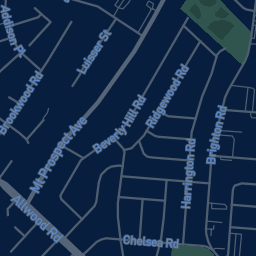 Addison Pl
Luisser St
Brookwood Rd
Mt Prospect Ave
Beverly Hill Rd
Ridgewood Rd
Harrington Rd
Brighton Rd
Allwood Rd
Chelsea Rd